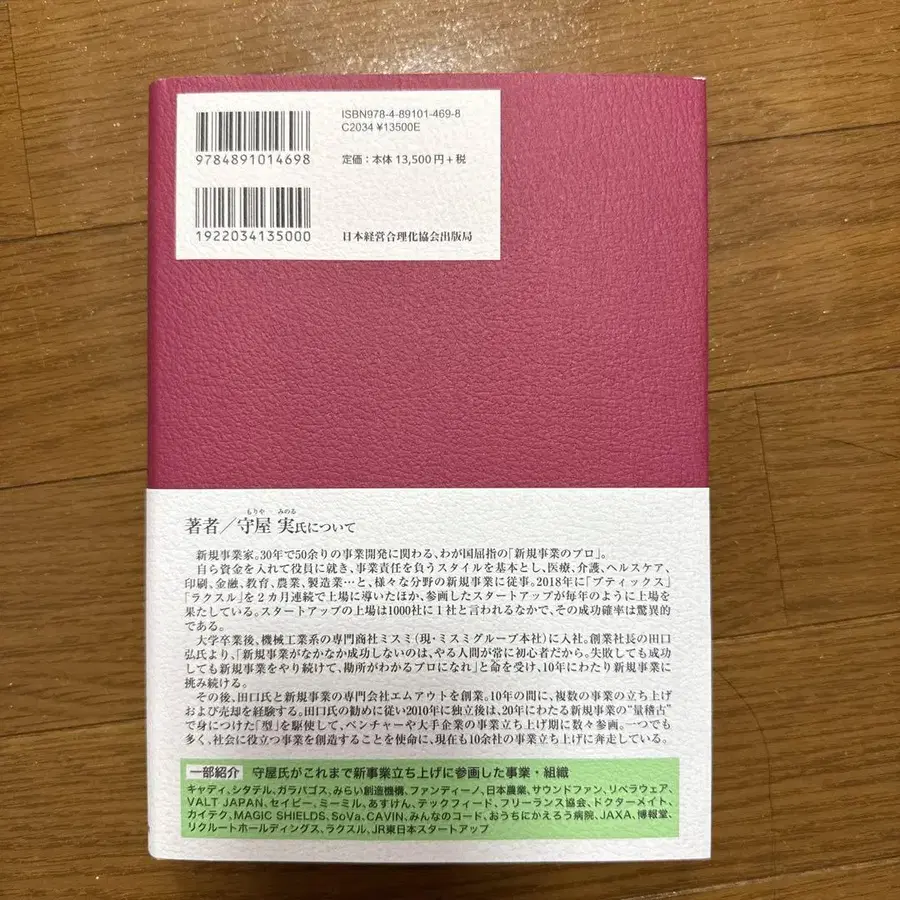 ISBN978-4-89101-469-8
C2034 ¥13500E
9784891014698
定価：本体 13,500円＋税
1922034135000
日本経営合理化協会出版局
もりや みのる
著者／守屋 実氏について
新規事業家。30年で50余りの事業開発に関わる、わが国屈指の「新規事業のプロ」。
自ら資金を入れて役員に就き、事業責任を負うスタイルを基本とし、医療、介護、ヘルスケア、
印刷、金融、教育、農業、製造業…と、様々な分野の新規事業に従事。2018年に「ブティックス」
「ラクスル」を２カ月連続で上場に導いたほか、参画したスタートアップが毎年のように上場を
果たしている。スタートアップの上場は1000社に１社と言われるなかで、その成功確率は驚異的
である。
大学卒業後、機械工業系の専門商社ミスミ（現・ミスミグループ本社）に入社。創業社長の田口
弘氏より、「新規事業がなかなか成功しないのは、やる人間が常に初心者だから。失敗しても成功
しても新規事業をやり続けて、勘所がわかるプロになれ」と命を受け、10年にわたり新規事業に
挑み続ける。
その後、田口氏と新規事業の専門会社エムアウトを創業。10年の間に、複数の事業の立ち上げ
および売却を経験する。田口氏の勧めに従い2010年に独立後は、20年にわたる新規事業の“量稽古”
で身につけた「型」を駆使して、ベンチャーや大手企業の事業立ち上げ期に数々参画。一つでも
多く、社会に役立つ事業を創造することを使命に、現在も10余社の事業立ち上げに奔走している。
一部紹介 守屋氏がこれまで新事業立ち上げに参画した事業・組織
キャディ、シタテル、ガラパゴス、みらい創造機構、ファンディーノ、日本農業、サウンドファン、リベラウェア、
VALT JAPAN、セイビー、ミーミル、あすけん、テックフィード、フリーランス協会、ドクターメイト、
カイテク、MAGIC SHIELDS、SoVa、CAVIN、みんなのコード、おうちにかえろう病院、JAXA、博報堂、
リクルートホールディングス、ラクスル、JR東日本スタートアップ